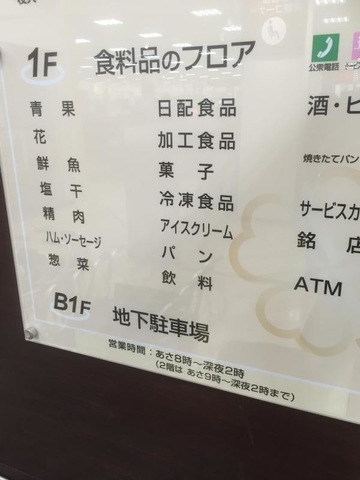 1F 食料品のフロア
公衆電話
青果 日配食品 酒・ビ
花 加工食品
鮮魚 菓子 焼きたてパン
塩干 冷凍食品 サービスカ
精肉 アイスクリーム 銘店
ハム・ソーセージ パン
惣菜 飲料 ATM
B1F 地下駐車場
営業時間：あさ8時〜深夜2時
(2階は あさ9時〜深夜2時まで)